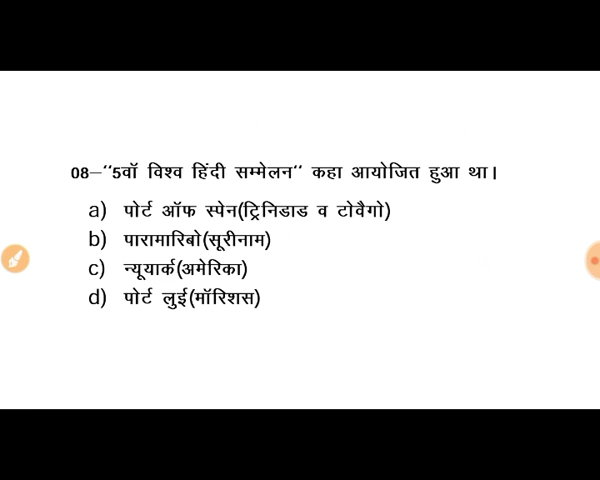 08–"5वॉ विश्व हिंदी सम्मेलन" कहा आयोजित हुआ था।
a) पोर्ट ऑफ स्पेन(ट्रिनिडाड व टोवैगो)
b) पारामारिबो(सूरीनाम)
c) न्यूयार्क(अमेरिका)
d) पोर्ट लुई(मॉरिशस)